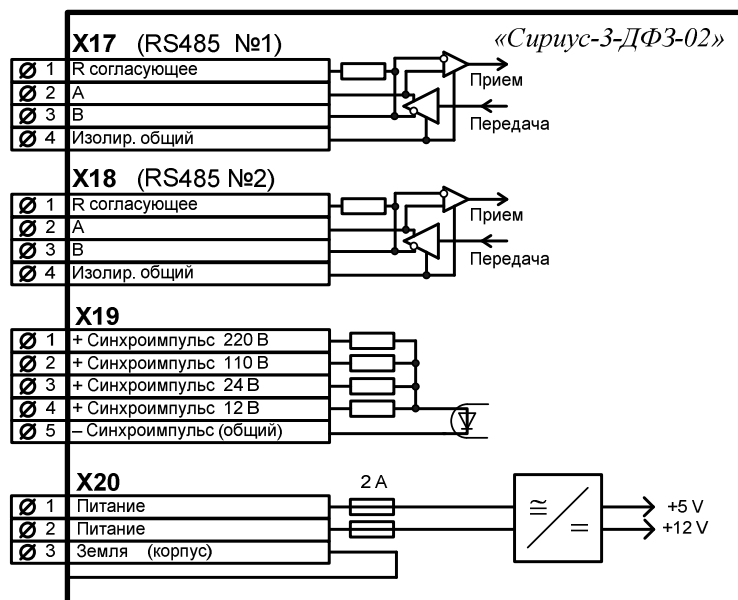 «Сириус-3-ДФЗ-02»
X17 (RS485 №1)
1 R согласующее
2 A
3 B
4 Изолир. общий
Прием
Передача
X18 (RS485 №2)
1 R согласующее
2 A
3 B
4 Изолир. общий
Прием
Передача
X19
1 + Синхроимпульс 220 В
2 + Синхроимпульс 110 В
3 + Синхроимпульс 24 В
4 + Синхроимпульс 12 В
5 – Синхроимпульс (общий)
X20
2 А
1 Питание
2 Питание
3 Земля (корпус)
≅
=
+5 V
+12 V